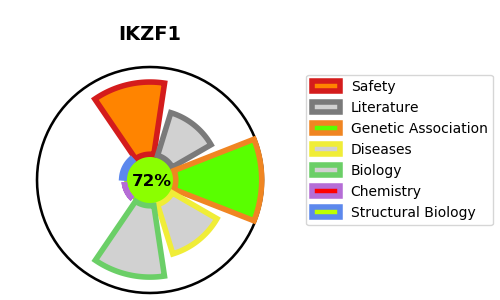 IKZF1
72%
Safety
Literature
Genetic Association
Diseases
Biology
Chemistry
Structural Biology